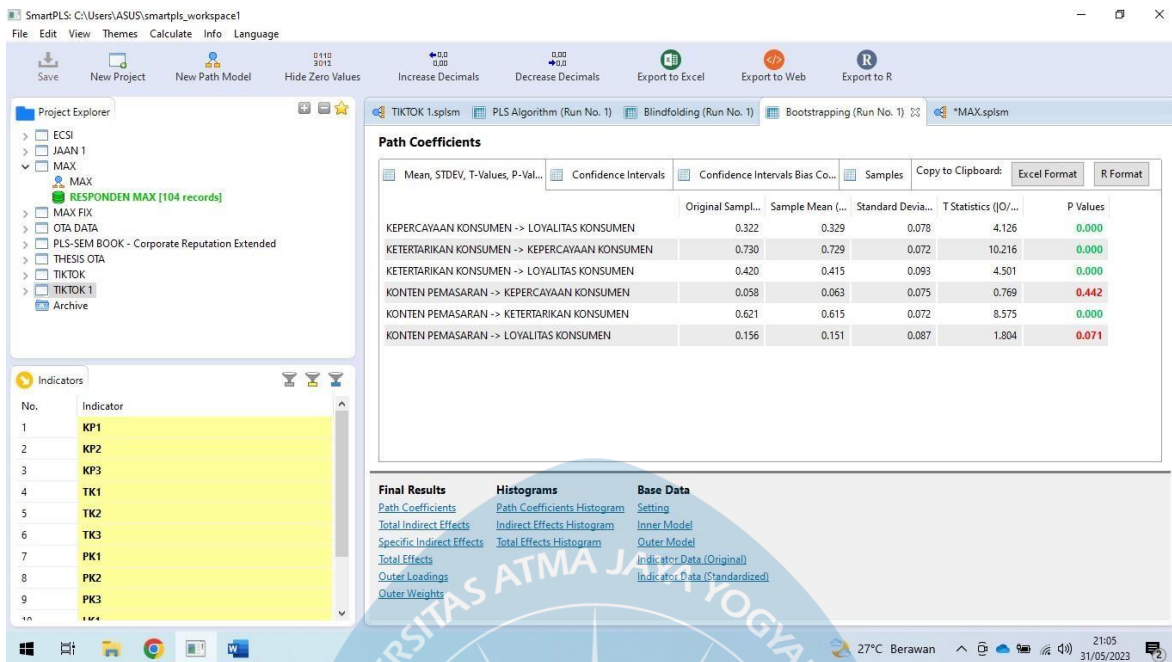 SmartPLS: C:\Users\ASUS\smartpls_workspace1
File Edit View Themes Calculate Info Language
Save New Project New Path Model Hide Zero Values Increase Decimals Decrease Decimals Export to Excel Export to Web Export to R
Project Explorer
ECSI
JAAN 1
MAX
MAX
RESPONDEN MAX [104 records]
MAX FIX
OTA DATA
PLS-SEM BOOK - Corporate Reputation Extended
THESIS OTA
TIKTOK
TIKTOK 1
Archive
Indicators
No. Indicator
1 KP1
2 KP2
3 KP3
4 TK1
5 TK2
6 TK3
7 PK1
8 PK2
9 PK3
TIKTOK 1.splsm PLS Algorithm (Run No. 1) Blindfolding (Run No. 1) Bootstrapping (Run No. 1) *MAX.splsm
Path Coefficients
Mean, STDEV, T-Values, P-Val... Confidence Intervals Confidence Intervals Bias Co... Samples Copy to Clipboard: Excel Format R Format
Original Sampl... Sample Mean (... Standard Devia... T Statistics (|O/... P Values
KEPERCAYAAN KONSUMEN -> LOYALITAS KONSUMEN 0.322 0.329 0.078 4.126 0.000
KETERTARIKAN KONSUMEN -> KEPERCAYAAN KONSUMEN 0.730 0.729 0.072 10.216 0.000
KETERTARIKAN KONSUMEN -> LOYALITAS KONSUMEN 0.420 0.415 0.093 4.501 0.000
KONTEN PEMASARAN -> KEPERCAYAAN KONSUMEN 0.058 0.063 0.075 0.769 0.442
KONTEN PEMASARAN -> KETERTARIKAN KONSUMEN 0.621 0.615 0.072 8.575 0.000
KONTEN PEMASARAN -> LOYALITAS KONSUMEN 0.156 0.151 0.087 1.804 0.071
Final Results Histograms Base Data
Path Coefficients Path Coefficients Histogram Setting
Total Indirect Effects Indirect Effects Histogram Inner Model
Specific Indirect Effects Total Effects Histogram Outer Model
Total Effects Indicator Data (Original)
Outer Loadings Indicator Data (Standardized)
Outer Weights
ATMA JAYA
27°C Berawan 21:05
31/05/2023